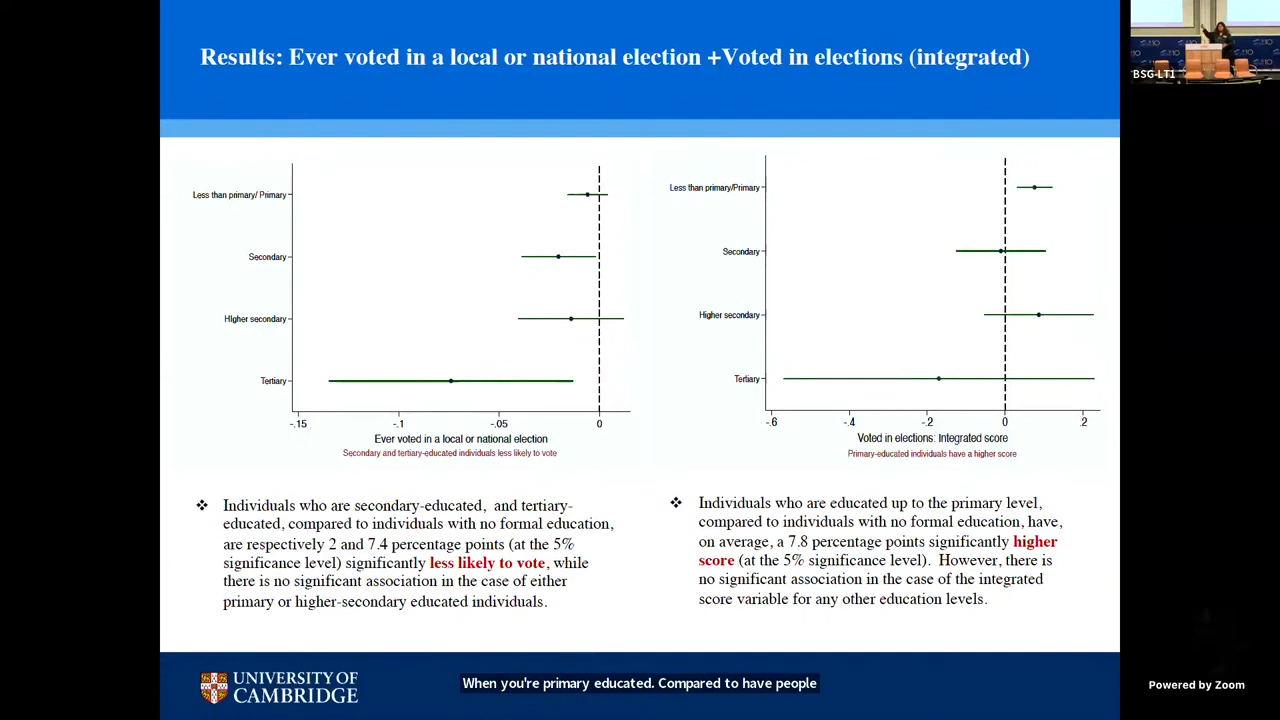 Results: Ever voted in a local or national election +Voted in elections (integrated)
BSG-LT1
Less than primary/ Primary
Secondary
Higher secondary
Tertiary
-.15
-.1
-.05
0
Ever voted in a local or national election
Secondary and tertiary-educated individuals less likely to vote
Less than primary/Primary
Secondary
Higher secondary
Tertiary
-.6
-.4
-.2
0
.2
Voted in elections: Integrated score
Primary-educated individuals have a higher score
❖ Individuals who are secondary-educated, and tertiary-
educated, compared to individuals with no formal education,
are respectively 2 and 7.4 percentage points (at the 5%
significance level) significantly less likely to vote, while
there is no significant association in the case of either
primary or higher-secondary educated individuals.
❖ Individuals who are educated up to the primary level,
compared to individuals with no formal education, have,
on average, a 7.8 percentage points significantly higher
score (at the 5% significance level). However, there is
no significant association in the case of the integrated
score variable for any other education levels.
UNIVERSITY OF
CAMBRIDGE
When you're primary educated. Compared to have people
Powered by Zoom